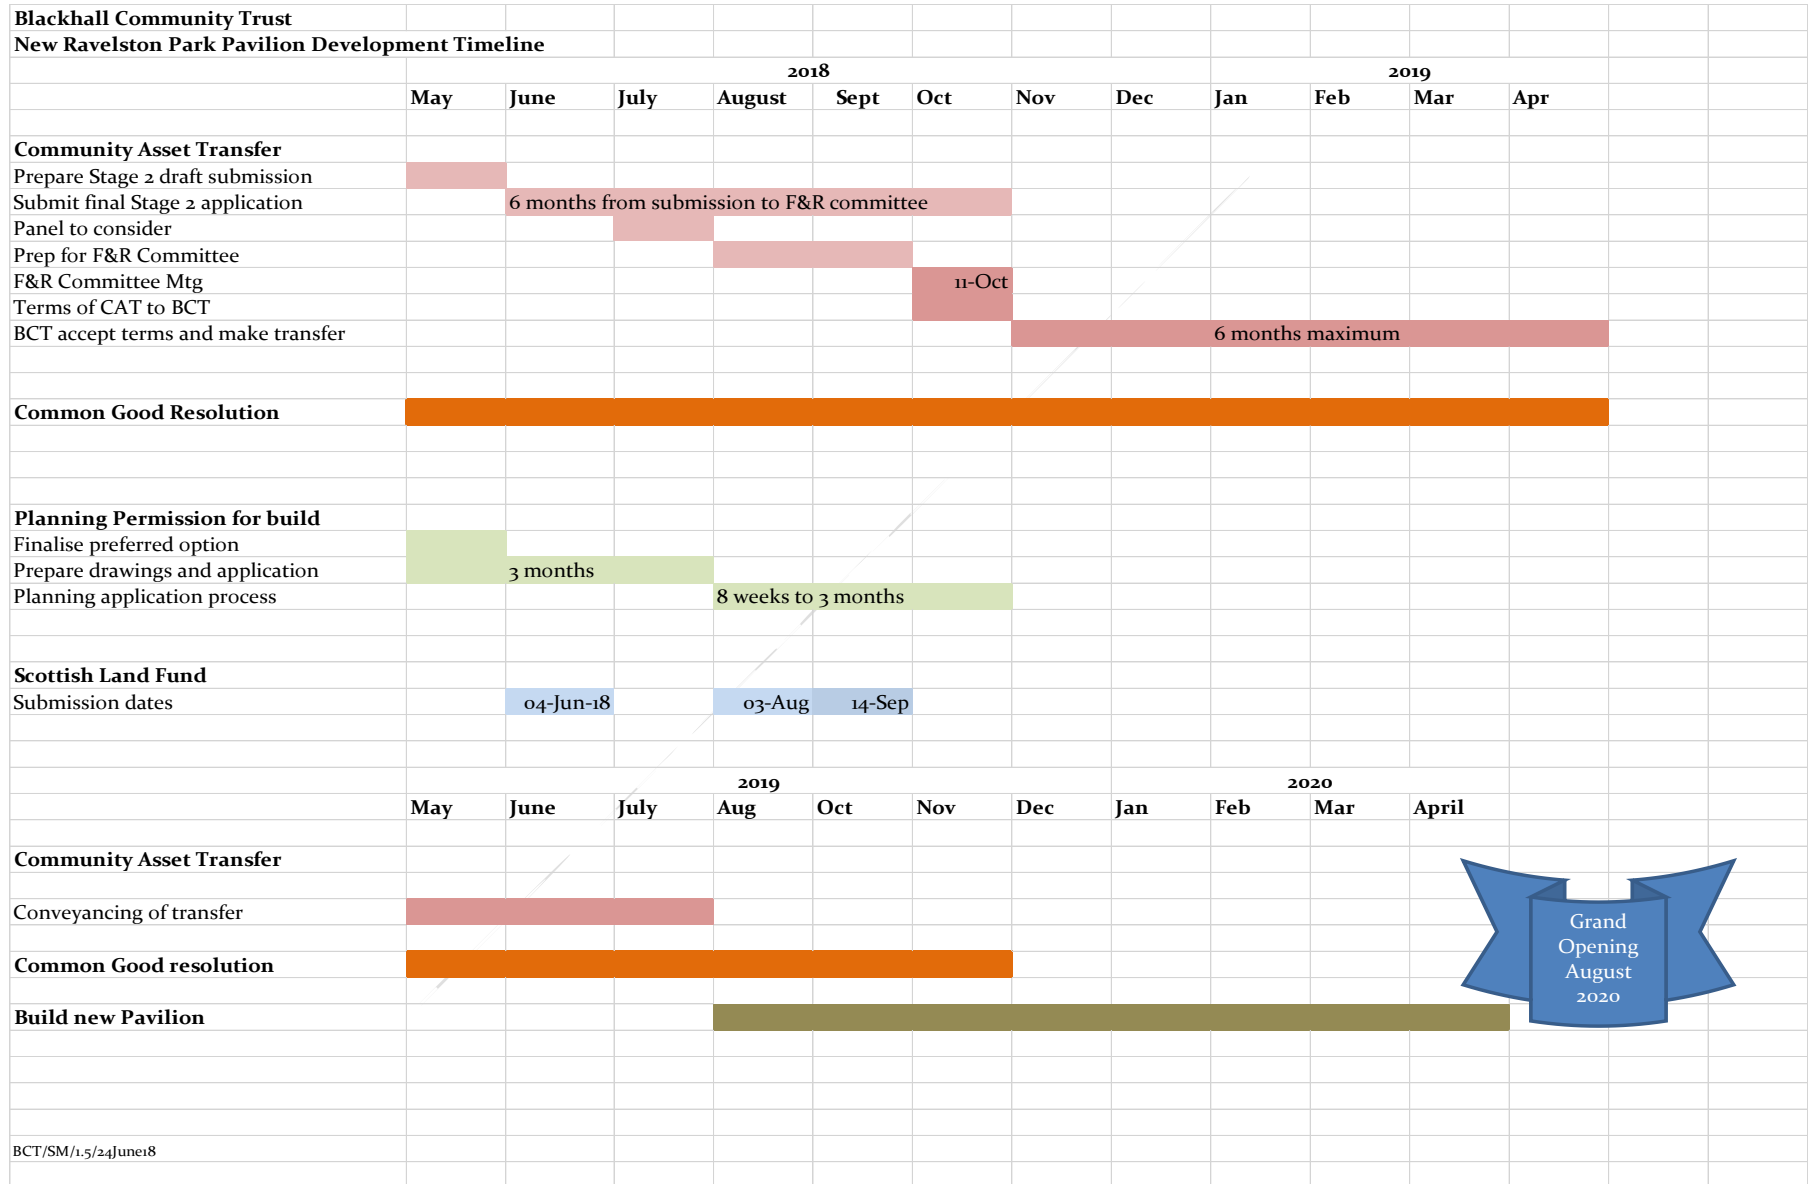 Blackhall Community Trust
New Ravelston Park Pavilion Development Timeline
2018 2019
May June July August Sept Oct Nov Dec Jan Feb Mar Apr
Community Asset Transfer
Prepare Stage 2 draft submission
Submit final Stage 2 application 6 months from submission to F&R committee
Panel to consider
Prep for F&R Committee
F&R Committee Mtg 11-Oct
Terms of CAT to BCT
BCT accept terms and make transfer 6 months maximum
Common Good Resolution
Planning Permission for build
Finalise preferred option
Prepare drawings and application 3 months
Planning application process 8 weeks to 3 months
Scottish Land Fund
Submission dates 04-Jun-18 03-Aug 14-Sep
2019 2020
May June July Aug Oct Nov Dec Jan Feb Mar April
Community Asset Transfer
Conveyancing of transfer
Common Good resolution
Build new Pavilion
Grand
Opening
August
2020
BCT/SM/1.5/24June18